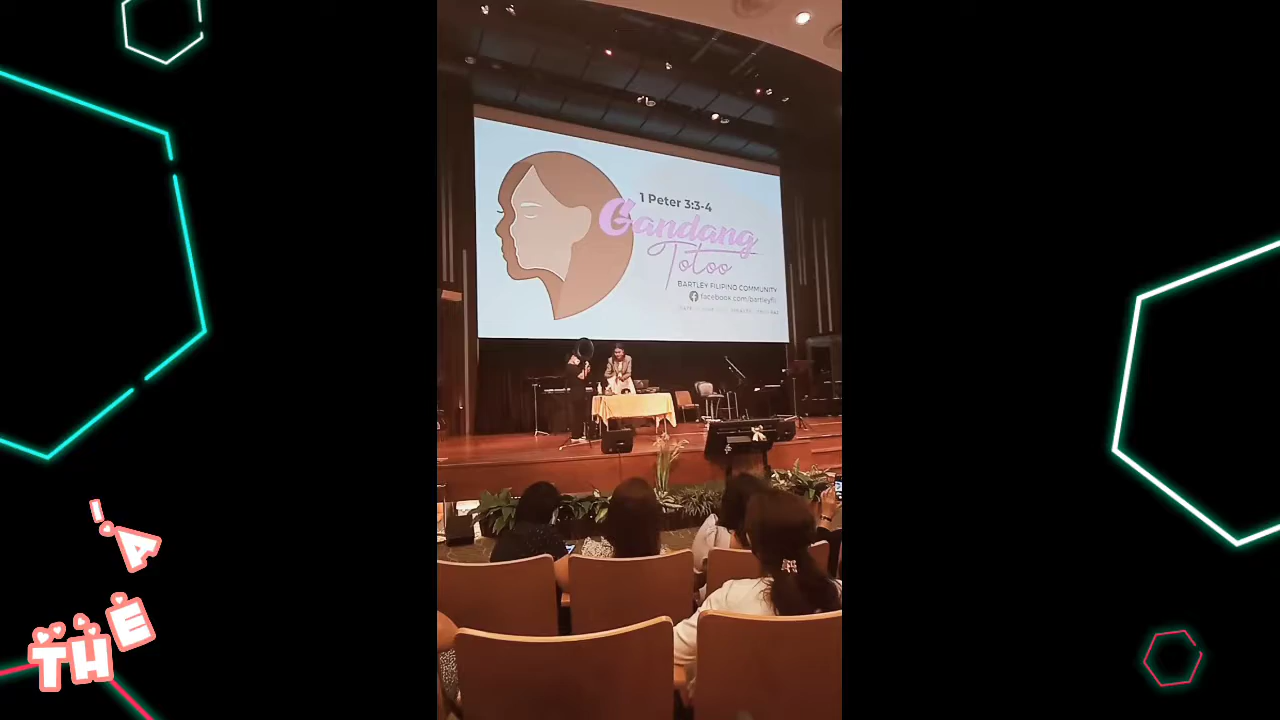 1 Peter 3:3-4
Gandang
Totoo
BARTLEY FILIPINO COMMUNITY
facebook.com/bartleyfil
THE